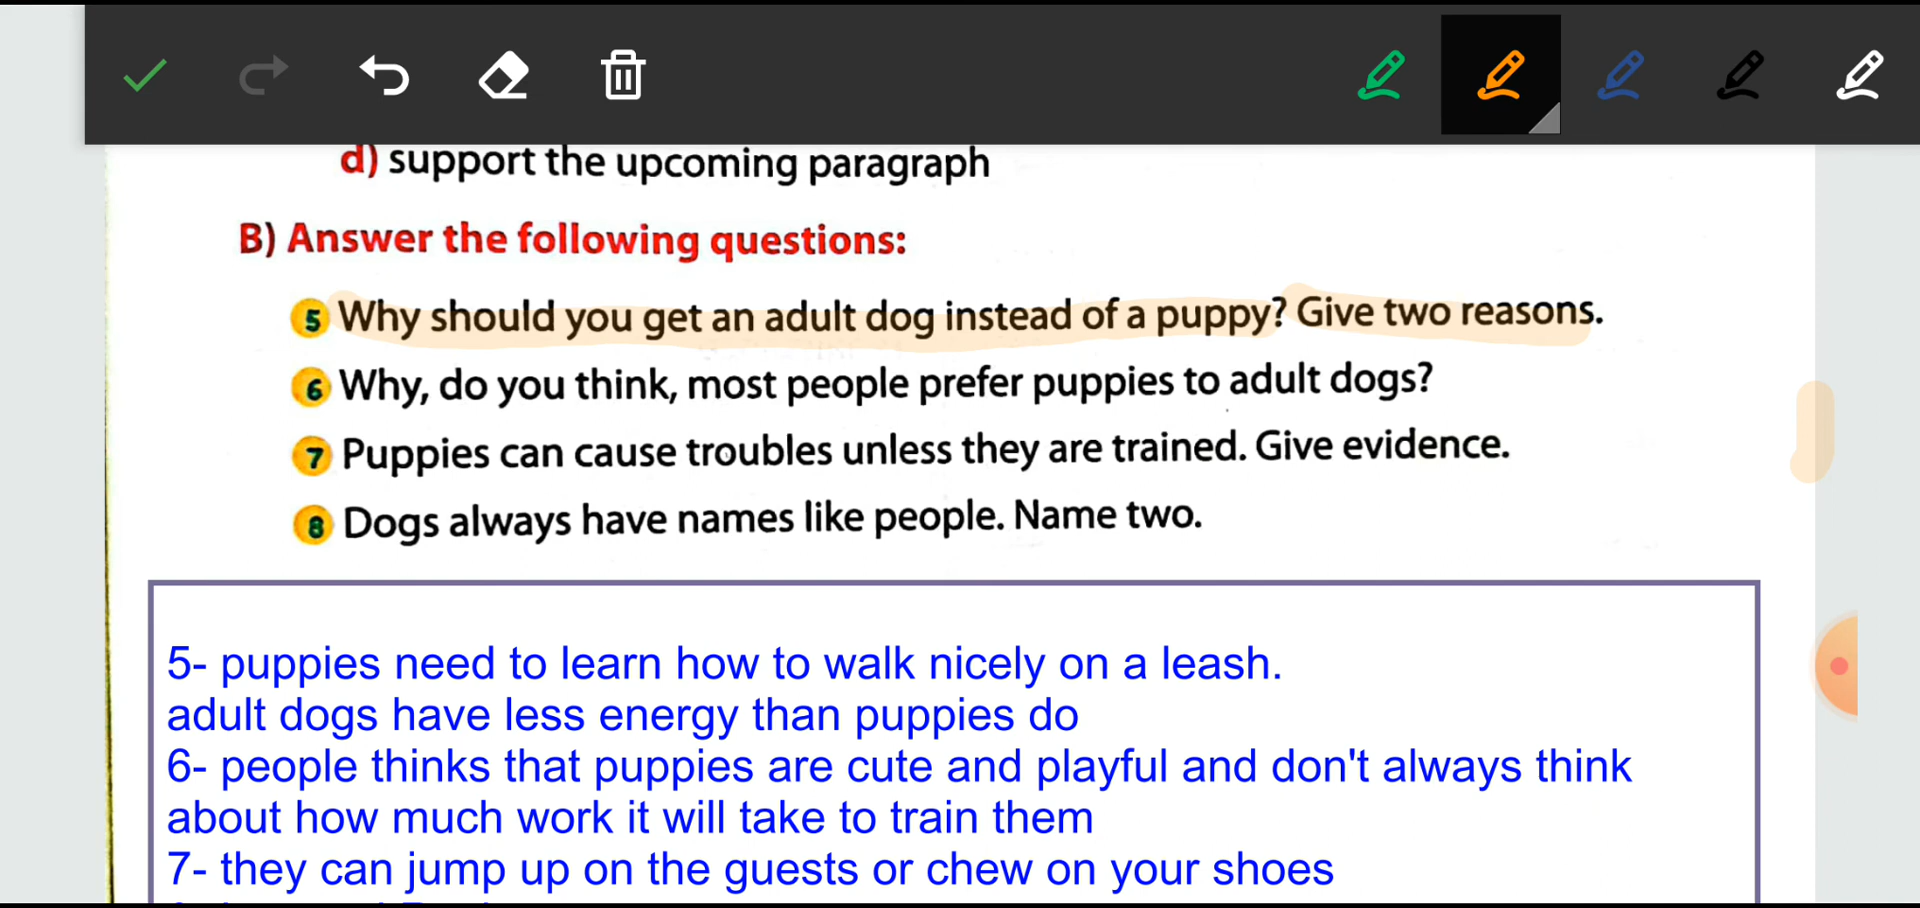 d) support the upcoming paragraph
B) Answer the following questions:
5 Why should you get an adult dog instead of a puppy? Give two reasons.
6 Why, do you think, most people prefer puppies to adult dogs?
7 Puppies can cause troubles unless they are trained. Give evidence.
8 Dogs always have names like people. Name two.
5- puppies need to learn how to walk nicely on a leash.
adult dogs have less energy than puppies do
6- people thinks that puppies are cute and playful and don't always think
about how much work it will take to train them
7- they can jump up on the guests or chew on your shoes